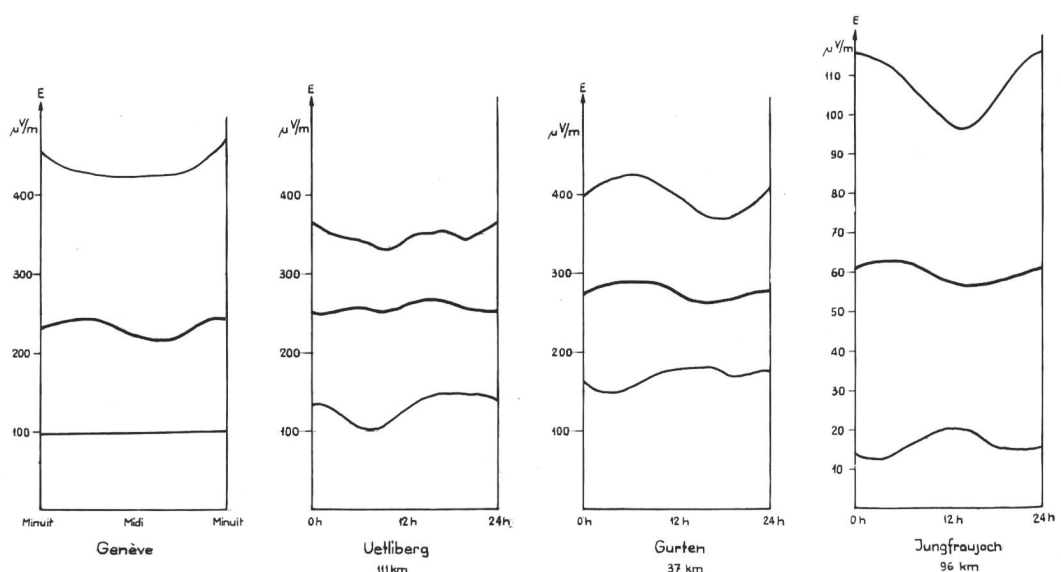 E
μV/m
400
300
200
100
Minuit Midi Minuit
Genève
E
μV/m
400
300
200
100
0h 12h 24h
Uetliberg
111 km
E
μV/m
400
300
200
100
0h 12h 24h
Gurten
37 km
E
μV/m
110
100
90
80
70
60
50
40
30
20
10
0h 12h 24h
Jungfraujoch
96 km